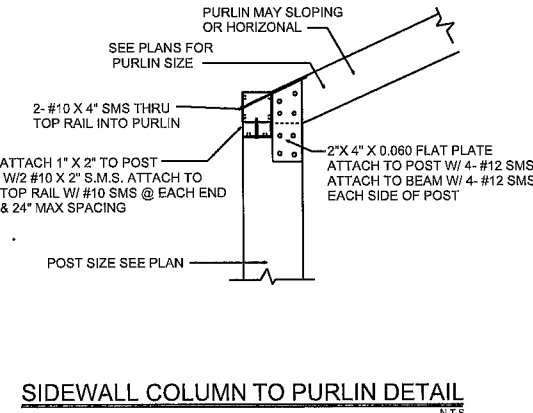 PURLIN MAY SLOPING
OR HORIZONAL
SEE PLANS FOR
PURLIN SIZE
2- #10 X 4" SMS THRU
TOP RAIL INTO PURLIN
ATTACH 1" X 2" TO POST
W/2 #10 X 2" S.M.S. ATTACH TO
TOP RAIL W/ #10 SMS @ EACH END
& 24" MAX SPACING
2"X 4" X 0.060 FLAT PLATE
ATTACH TO POST W/ 4- #12 SMS
ATTACH TO BEAM W/ 4- #12 SMS
EACH SIDE OF POST
POST SIZE SEE PLAN
SIDEWALL COLUMN TO PURLIN DETAIL
N.T.S.